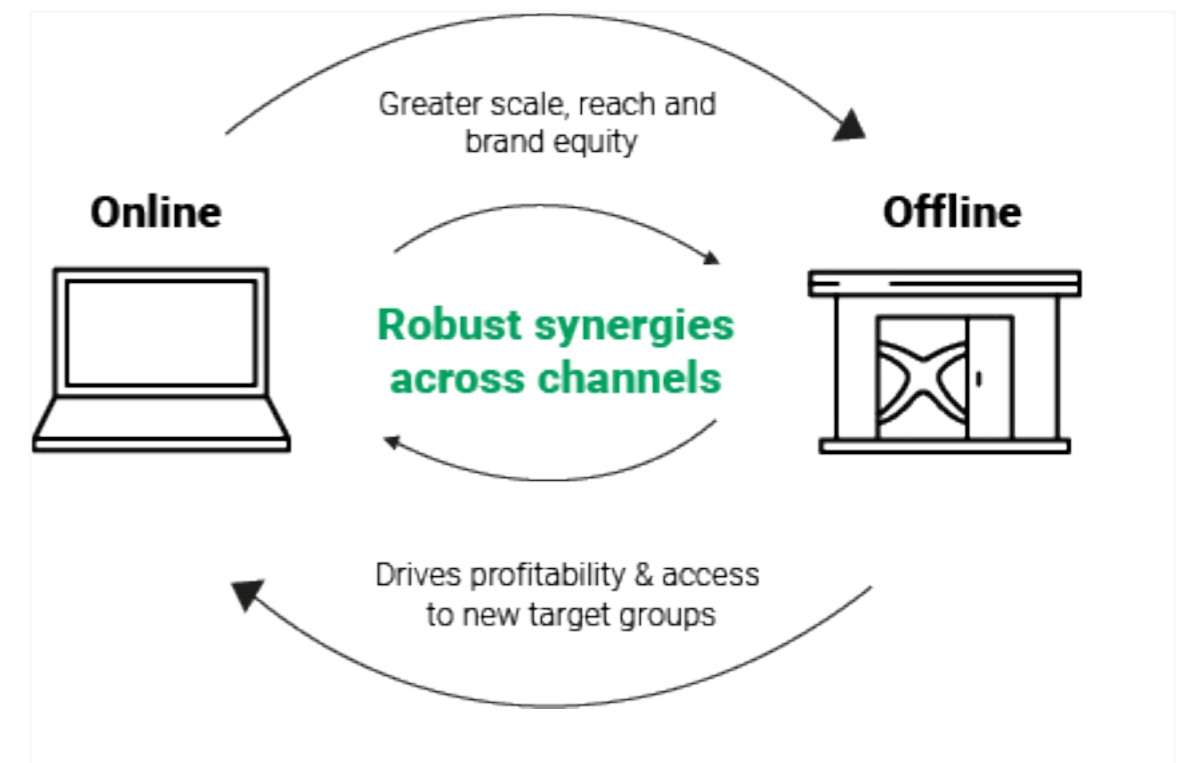 Greater scale, reach and
brand equity
Online
Offline
Robust synergies
across channels
Drives profitability & access
to new target groups